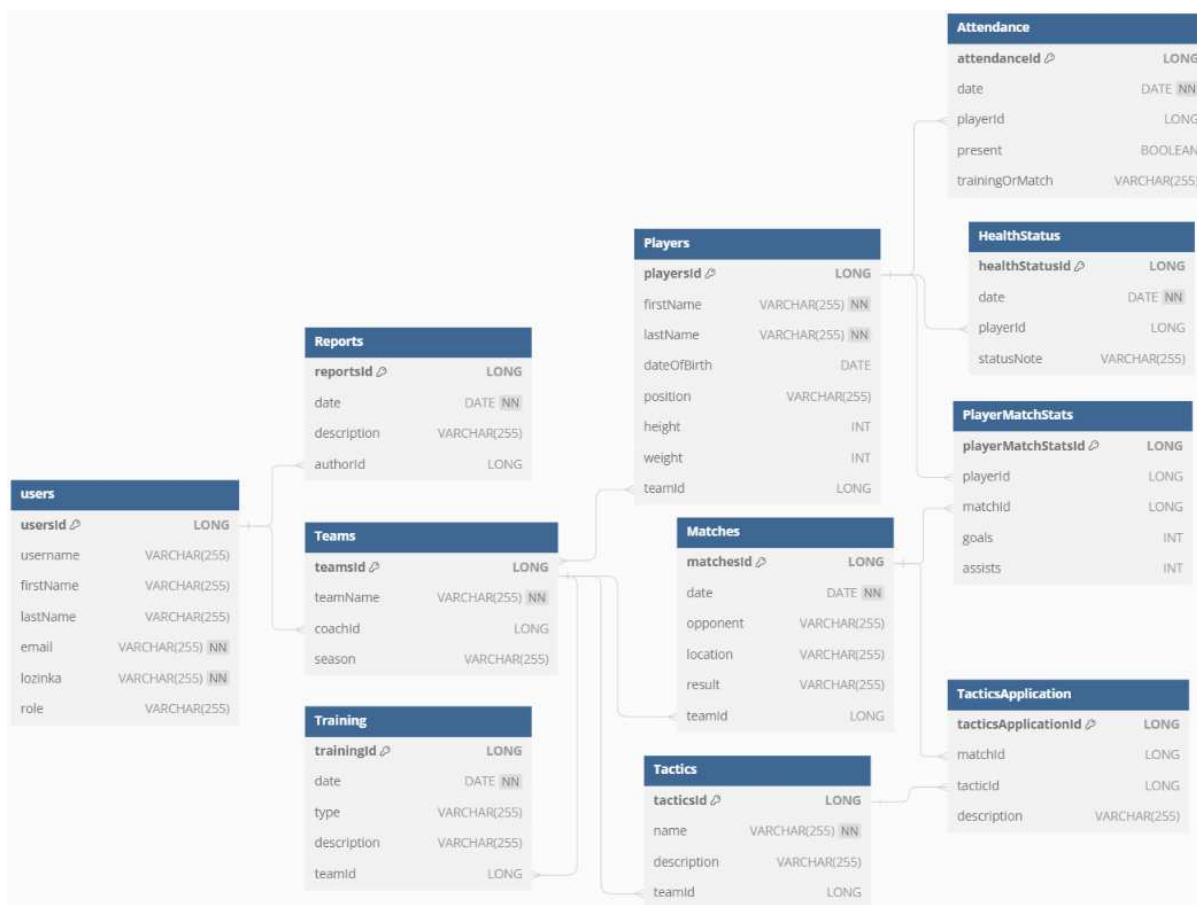 users
usersId LONG
username VARCHAR(255)
firstName VARCHAR(255)
lastName VARCHAR(255)
email VARCHAR(255) NN
lozinka VARCHAR(255) NN
role VARCHAR(255)
Reports
reportsId LONG
date DATE NN
description VARCHAR(255)
authorId LONG
Teams
teamsId LONG
teamName VARCHAR(255) NN
coachId LONG
season VARCHAR(255)
Training
trainingId LONG
date DATE NN
type VARCHAR(255)
description VARCHAR(255)
teamId LONG
Players
playersId LONG
firstName VARCHAR(255) NN
lastName VARCHAR(255) NN
dateOfBirth DATE
position VARCHAR(255)
height INT
weight INT
teamId LONG
Matches
matchesId LONG
date DATE NN
opponent VARCHAR(255)
location VARCHAR(255)
result VARCHAR(255)
teamId LONG
Tactics
tacticsId LONG
name VARCHAR(255) NN
description VARCHAR(255)
teamId LONG
Attendance
attendanceId LONG
date DATE NN
playerId LONG
present BOOLEAN
trainingOrMatch VARCHAR(255)
HealthStatus
healthStatusId LONG
date DATE NN
playerId LONG
statusNote VARCHAR(255)
PlayerMatchStats
playerMatchStatsId LONG
playerId LONG
matchId LONG
goals INT
assists INT
TacticsApplication
tacticsApplicationId LONG
matchId LONG
tacticId LONG
description VARCHAR(255)